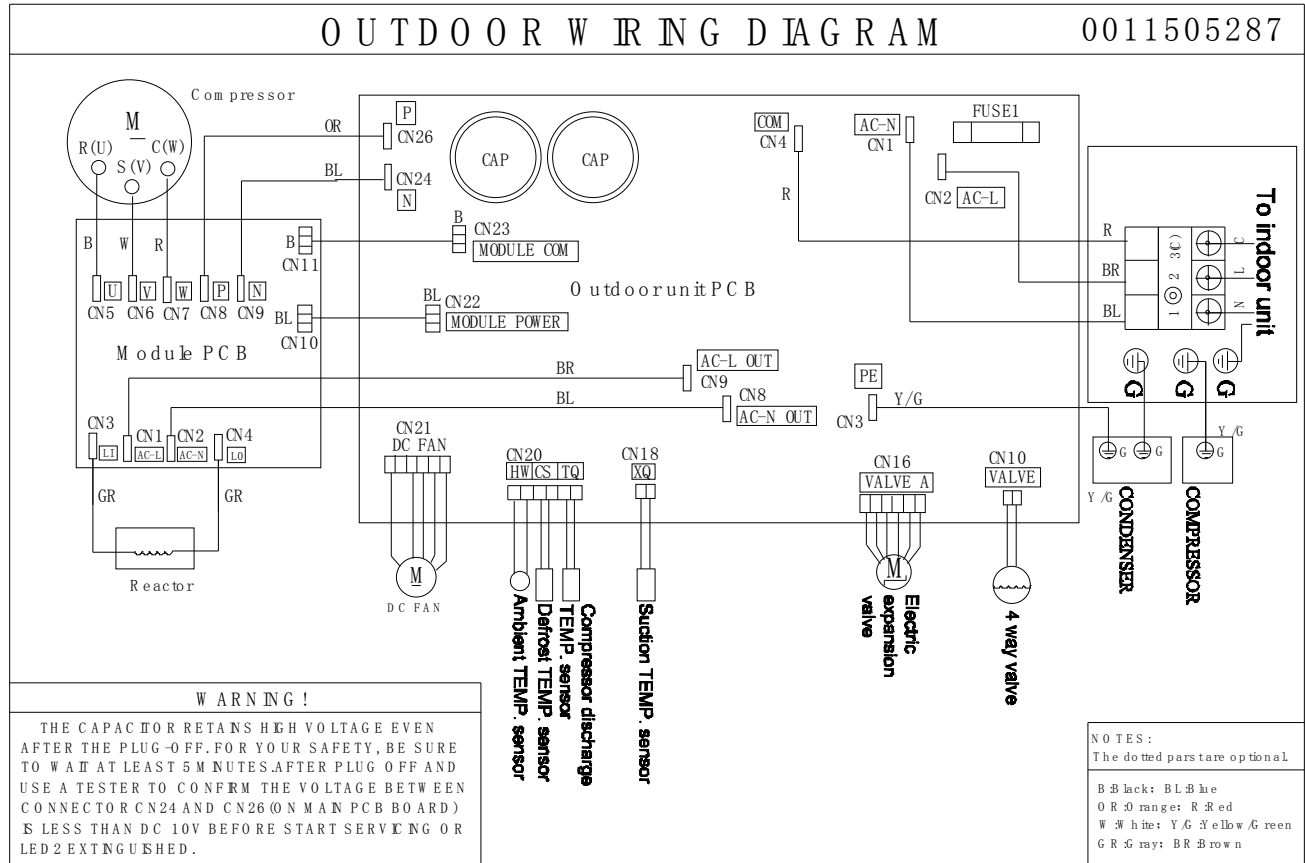 OUTDOOR WIRING DIAGRAM
0011505287
Compressor
M
R(U)
S(V)
C(W)
OR
BL
P
CN26
CN24
N
CAP
CAP
COM
CN4
AC-N
CN1
FUSE1
CN2
AC-L
R
B
W
R
B
CN11
B
CN23
MODULE COM
U
V
W
P
N
CN5
CN6
CN7
CN8
CN9
BL
CN10
BL
CN22
MODULE POWER
Outdoor unit PCB
Module PCB
R
BR
BL
1
2
3(C)
C
L
N
To indoor unit
G
G
G
BR
AC-L OUT
CN9
BL
CN8
AC-N OUT
PE
CN3
Y/G
Y/G
G
G
G
Y/G
CONDENSER
COMPRESSOR
CN3
LI
CN1
AC-L
CN2
AC-N
CN4
LO
GR
GR
Reactor
CN21
DC FAN
M
DC FAN
CN20
HW
CS
TQ
CN18
XQ
Ambient TEMP. sensor
Defrost TEMP. sensor
Compressor discharge
TEMP. sensor
Suction TEMP. sensor
CN16
VALVE A
M
Electric
expansion
valve
CN10
VALVE
4 way valve
WARNING!
THE CAPACITOR RETAINS HIGH VOLTAGE EVEN
AFTER THE PLUG-OFF.FOR YOUR SAFETY, BE SURE
TO WAIT AT LEAST 5 MINUTES.AFTER PLUG OFF AND
USE A TESTER TO CONFIRM THE VOLTAGE BETWEEN
CONNECTOR CN24 AND CN26 (ON MAIN PCB BOARD)
IS LESS THAN DC 10V BEFORE START SERVICING OR
LED2 EXTINGUISHED.
NOTES:
The dotted pars tare optional.
B:Black; BL:Blue
OR:Orange; R:Red
W:White; Y/G:Yellow/Green
GR:Gray; BR:Brown